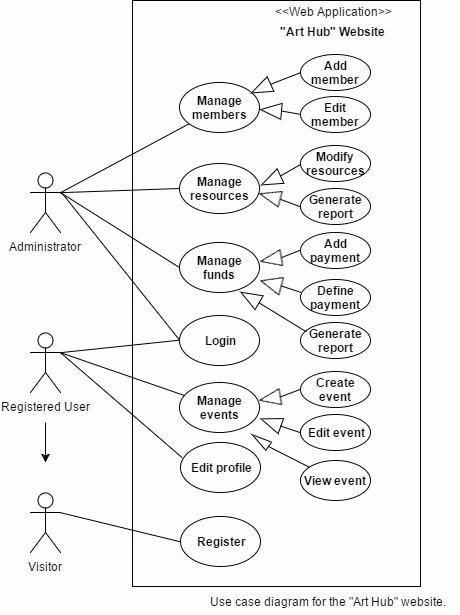 <<Web Application>>
"Art Hub" Website
Add
member
Manage
members
Edit
member
Modify
resources
Manage
resources
Generate
report
Administrator
Add
payment
Manage
funds
Define
payment
Generate
report
Login
Create
event
Registered User
Manage
events
Edit event
Edit profile
View event
Register
Visitor
Use case diagram for the "Art Hub" website.